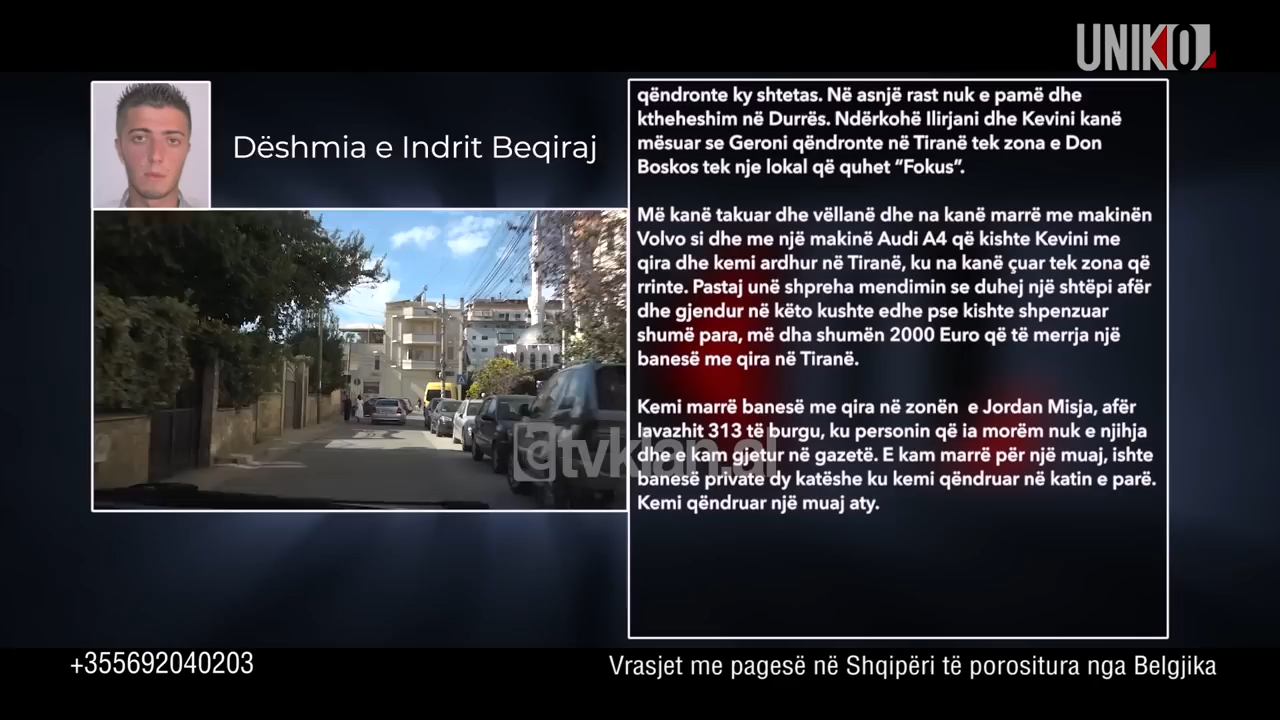 UNIKO
Dëshmia e Indrit Beqiraj
qëndronte ky shtetas. Në asnjë rast nuk e pamë dhe
ktheheshim në Durrës. Ndërkohë Ilirjani dhe Kevini kanë
mësuar se Geroni qëndronte në Tiranë tek zona e Don
Boskos tek nje lokal që quhet “Fokus”.
Më kanë takuar dhe vëllanë dhe na kanë marrë me makinën
Volvo si dhe me një makinë Audi A4 që kishte Kevini me
qira dhe kemi ardhur në Tiranë, ku na kanë çuar tek zona që
rrinte. Pastaj unë shpreha mendimin se duhej një shtëpi afër
dhe gjendur në këto kushte edhe pse kishte shpenzuar
shumë para, më dha shumën 2000 Euro që të merrja një
banesë me qira në Tiranë.
Kemi marrë banesë me qira në zonën e Jordan Misja, afër
lavazhit 313 të burgu, ku personin që ia morëm nuk e njihja
dhe e kam gjetur në gazetë. E kam marrë për një muaj, ishte
banesë private dy katëshe ku kemi qëndruar në katin e parë.
Kemi qëndruar një muaj aty.
tvklan.al
+355692040203
Vrasjet me pagesë në Shqipëri të porositura nga Belgjika